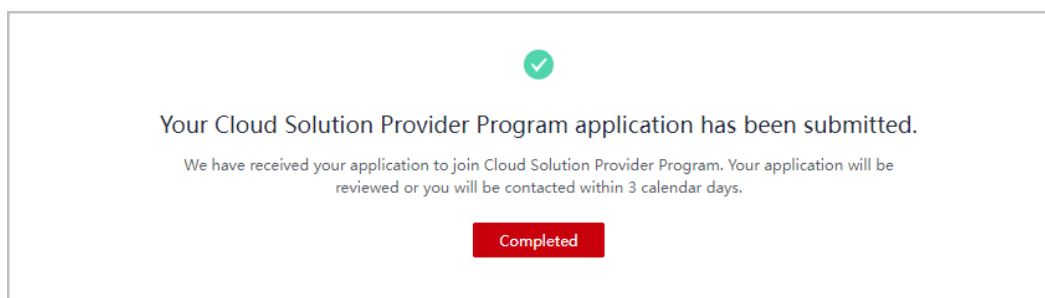 Your Cloud Solution Provider Program application has been submitted.
We have received your application to join Cloud Solution Provider Program. Your application will be
reviewed or you will be contacted within 3 calendar days.
Completed